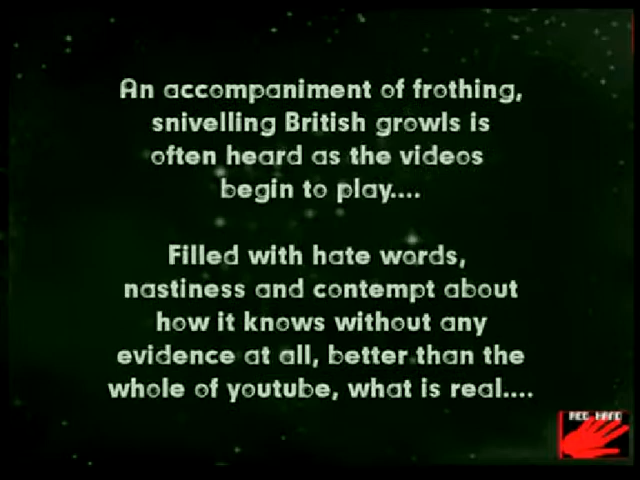 An accompaniment of frothing,
snivelling British growls is
often heard as the videos
begin to play....
Filled with hate words,
nastiness and contempt about
how it knows without any
evidence at all, better than the
whole of youtube, what is real....
RED HAND